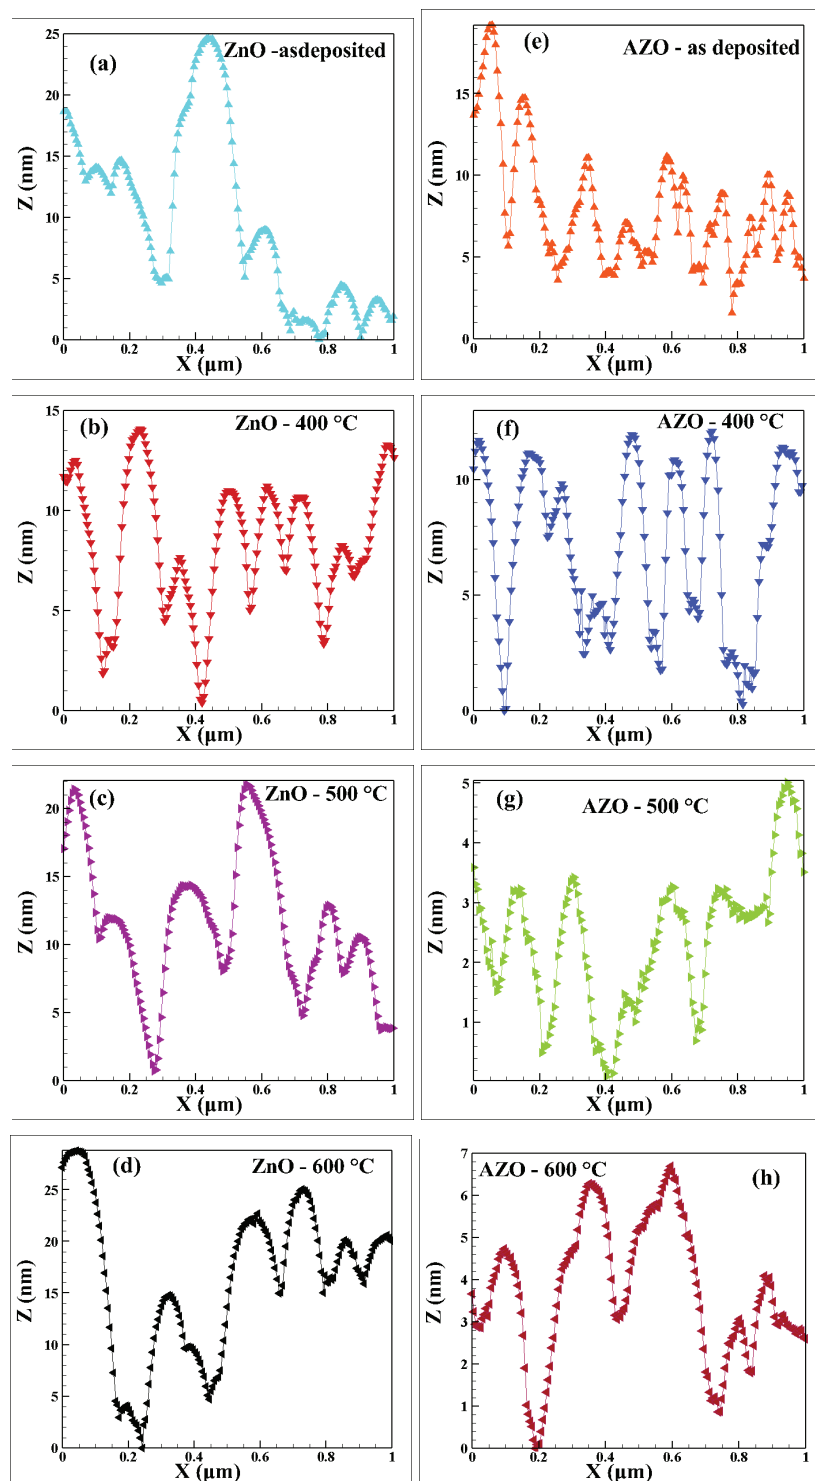 (a)
ZnO -asdeposited
Z (nm)
25
20
15
10
5
0
0 0.2 0.4 0.6 0.8 1
X (µm)
(e)
AZO - as deposited
Z (nm)
15
10
5
0
0 0.2 0.4 0.6 0.8 1
X (µm)
(b)
ZnO - 400 °C
Z (nm)
15
10
5
0
0 0.2 0.4 0.6 0.8 1
X (µm)
(f)
AZO - 400 °C
Z (nm)
10
5
0
0 0.2 0.4 0.6 0.8 1
X (µm)
(c)
ZnO - 500 °C
Z (nm)
20
15
10
5
0
0 0.2 0.4 0.6 0.8 1
X (µm)
(g)
AZO - 500 °C
Z (nm)
5
4
3
2
1
0 0.2 0.4 0.6 0.8 1
X (µm)
(d)
ZnO - 600 °C
Z (nm)
25
20
15
10
5
0
0 0.2 0.4 0.6 0.8 1
X (µm)
AZO - 600 °C
(h)
Z (nm)
7
6
5
4
3
2
1
0
0 0.2 0.4 0.6 0.8 1
X (µm)